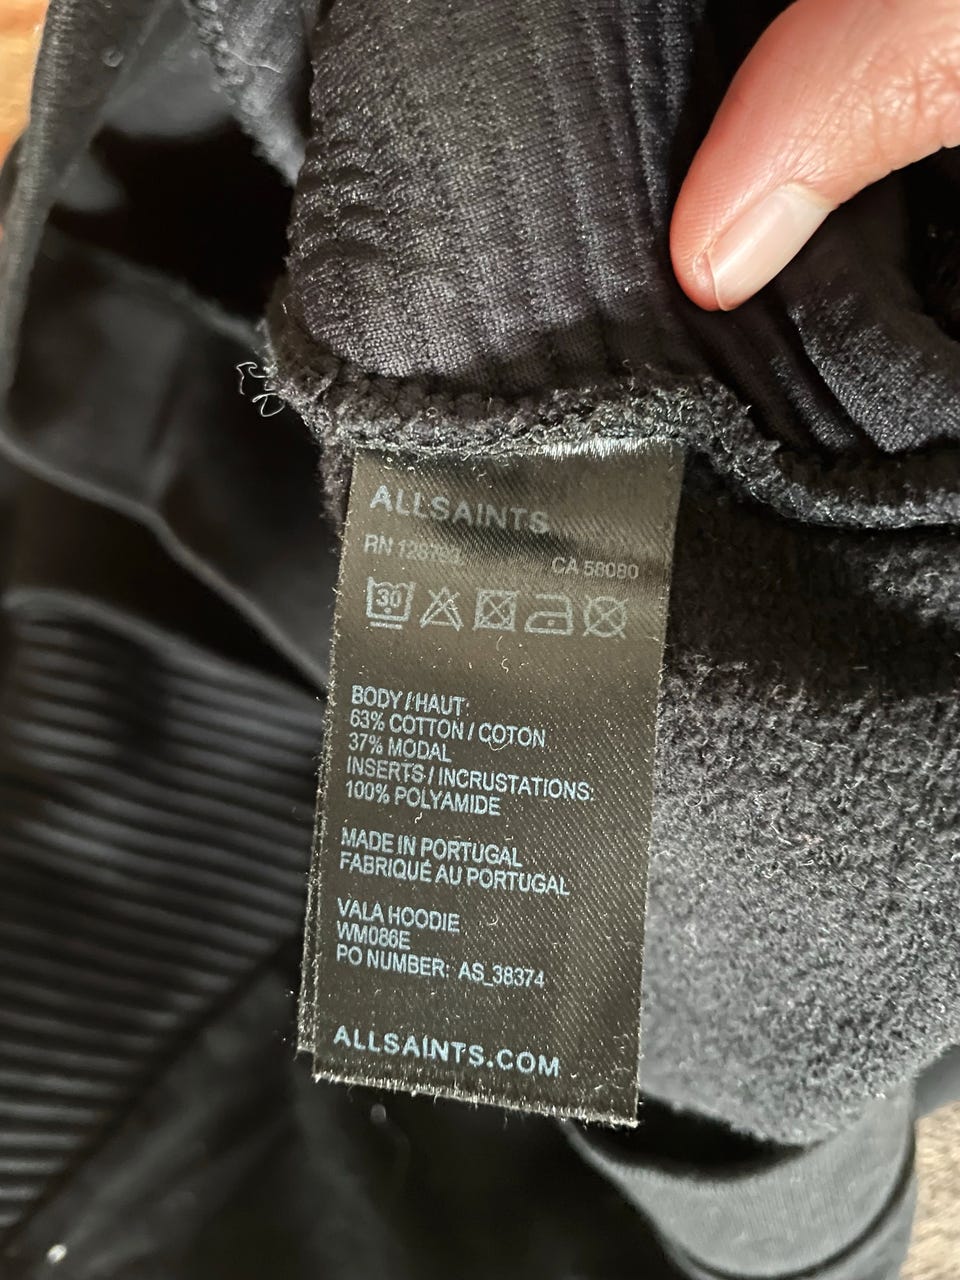 ALLSAINTS
RN CA 58080
30
BODY / HAUT:
63% COTTON / COTON
37% MODAL
INSERTS / INCRUSTATIONS:
100% POLYAMIDE
MADE IN PORTUGAL
FABRIQUÉ AU PORTUGAL
VALA HOODIE
WM086E
PO NUMBER: AS_38374
ALLSAINTS.COM